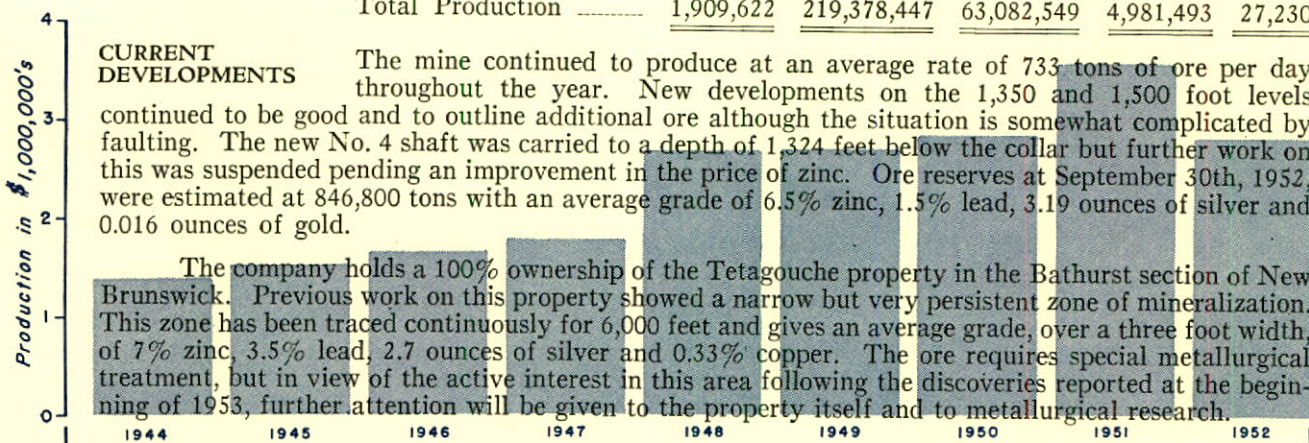 Total Production 1,909,622 219,378,447 63,082,549 4,981,493 27,230
4
CURRENT
DEVELOPMENTS
The mine continued to produce at an average rate of 733 tons of ore per day
throughout the year. New developments on the 1,350 and 1,500 foot levels
continued to be good and to outline additional ore although the situation is somewhat complicated by
faulting. The new No. 4 shaft was carried to a depth of 1,324 feet below the collar but further work on
this was suspended pending an improvement in the price of zinc. Ore reserves at September 30th, 1952,
were estimated at 846,800 tons with an average grade of 6.5% zinc, 1.5% lead, 3.19 ounces of silver and
0.016 ounces of gold.
The company holds a 100% ownership of the Tetagouche property in the Bathurst section of New
Brunswick. Previous work on this property showed a narrow but very persistent zone of mineralization.
This zone has been traced continuously for 6,000 feet and gives an average grade, over a three foot width,
of 7% zinc, 3.5% lead, 2.7 ounces of silver and 0.33% copper. The ore requires special metallurgical
treatment, but in view of the active interest in this area following the discoveries reported at the begin-
ning of 1953, further attention will be given to the property itself and to metallurgical research.
Production in $1,000,000's
3
2
1
0
1944 1945 1946 1947 1948 1949 1950 1951 1952